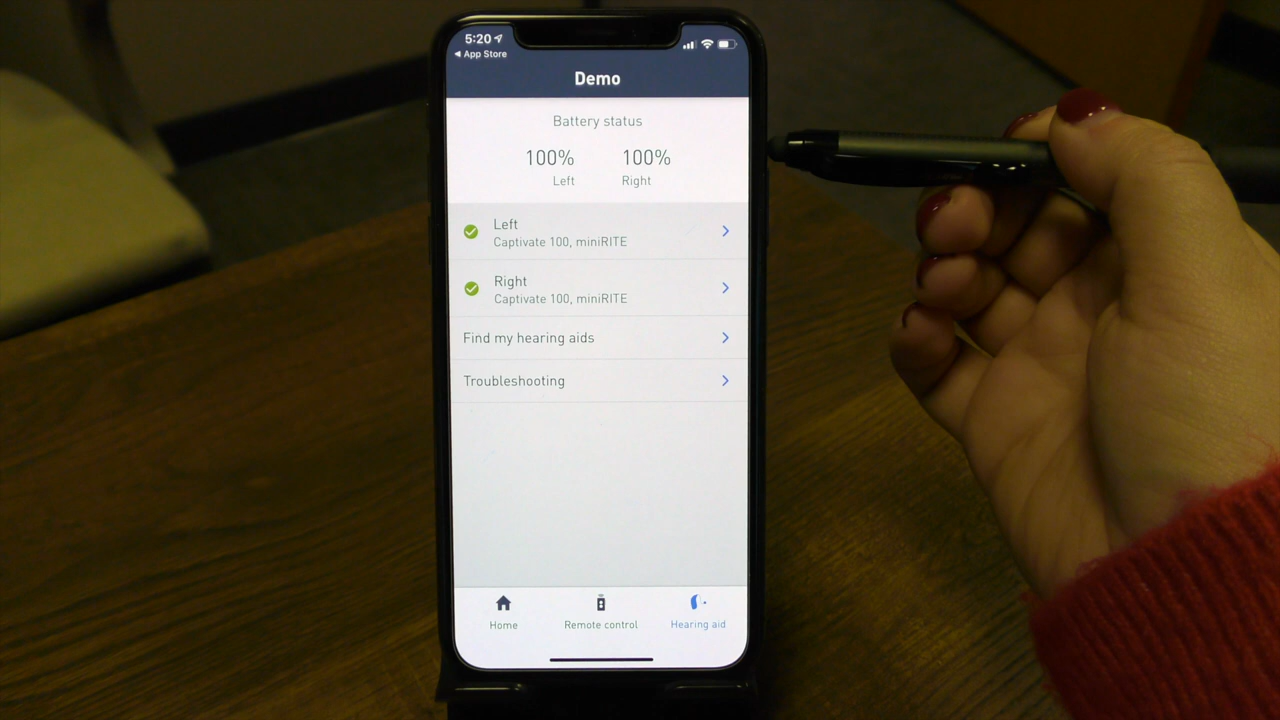 5:20
App Store
Demo
Battery status
100% 100%
Left Right
Left
Captivate 100, miniRITE
Right
Captivate 100, miniRITE
Find my hearing aids
Troubleshooting
Home Remote control Hearing aid